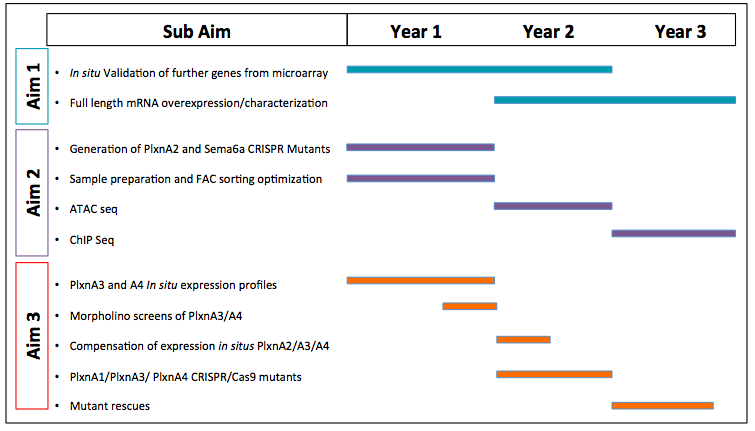 Sub Aim Year 1 Year 2 Year 3
Aim 1
• In situ Validation of further genes from microarray
• Full length mRNA overexpression/characterization
Aim 2
• Generation of PlxnA2 and Sema6a CRISPR Mutants
• Sample preparation and FAC sorting optimization
• ATAC seq
• ChIP Seq
Aim 3
• PlxnA3 and A4 In situ expression profiles
• Morpholino screens of PlxnA3/A4
• Compensation of expression in situs PlxnA2/A3/A4
• PlxnA1/PlxnA3/ PlxnA4 CRISPR/Cas9 mutants
• Mutant rescues